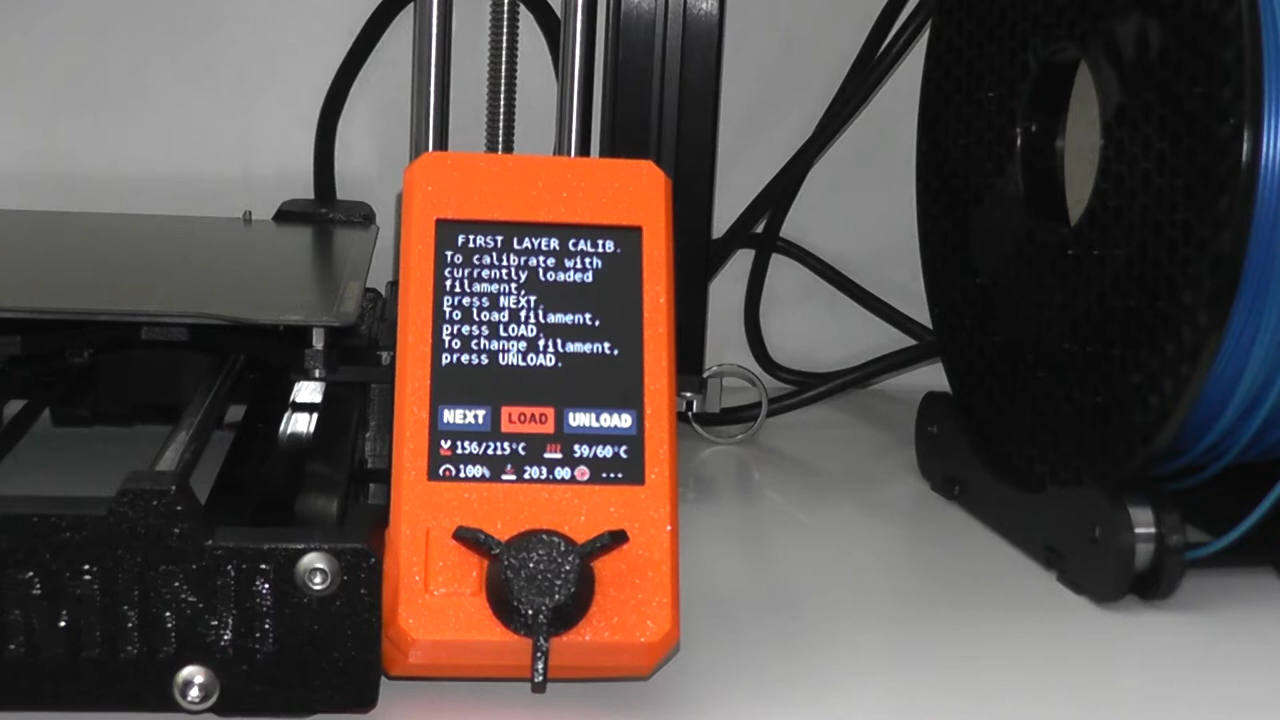 FIRST LAYER CALIB.
To calibrate with
currently loaded
filament,
press NEXT.
To load filament,
press LOAD.
To change filament,
press UNLOAD.
NEXT LOAD UNLOAD
156/215°C 59/60°C
100% 203.00 ...
MINI